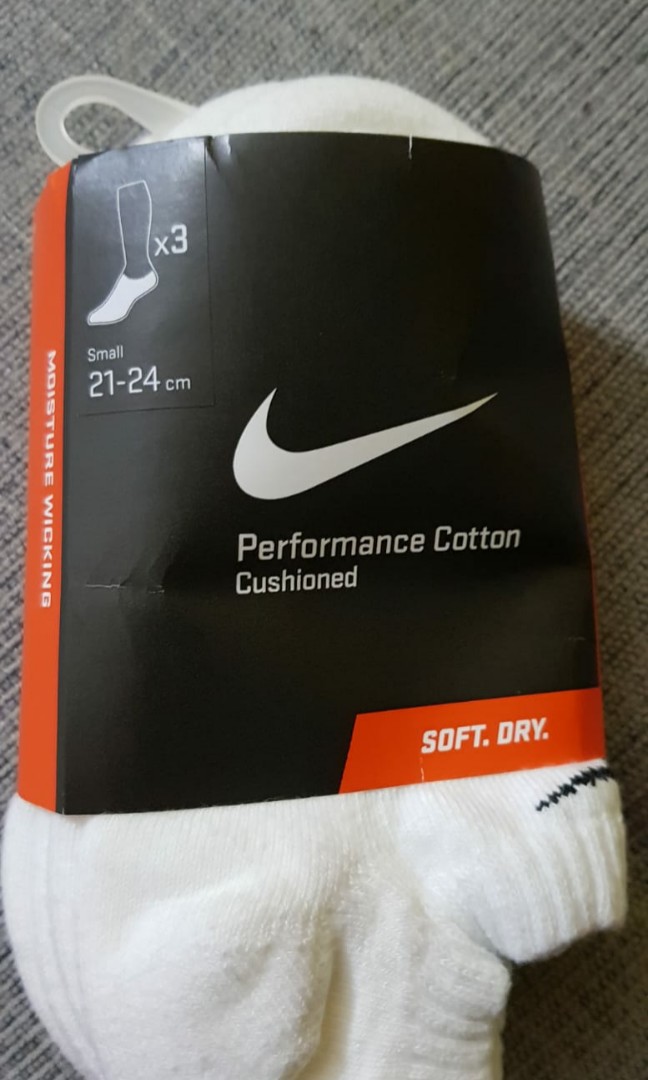 x3
Small
21-24 cm
MOISTURE WICKING
Performance Cotton
Cushioned
SOFT. DRY.